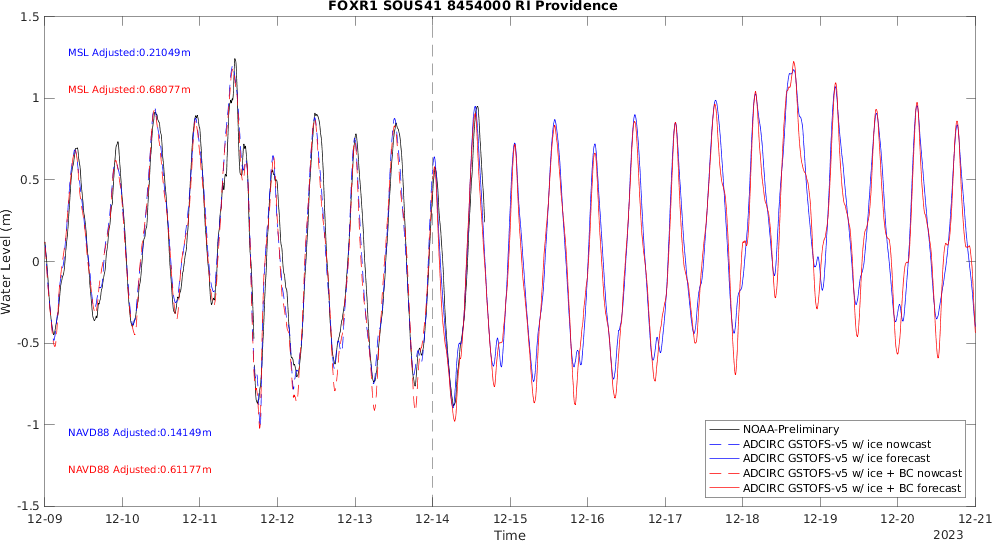 FOXR1 SOUS41 8454000 RI Providence
1.5
1
0.5
0
-0.5
-1
-1.5
Water Level (m)
MSL Adjusted:0.21049m
MSL Adjusted:0.68077m
NAVD88 Adjusted:0.14149m
NAVD88 Adjusted:0.61177m
NOAA-Preliminary
ADCIRC GSTOFS-v5 w/ ice nowcast
ADCIRC GSTOFS-v5 w/ ice forecast
ADCIRC GSTOFS-v5 w/ ice + BC nowcast
ADCIRC GSTOFS-v5 w/ ice + BC forecast
12-09 12-10 12-11 12-12 12-13 12-14 12-15 12-16 12-17 12-18 12-19 12-20 12-21
Time
2023